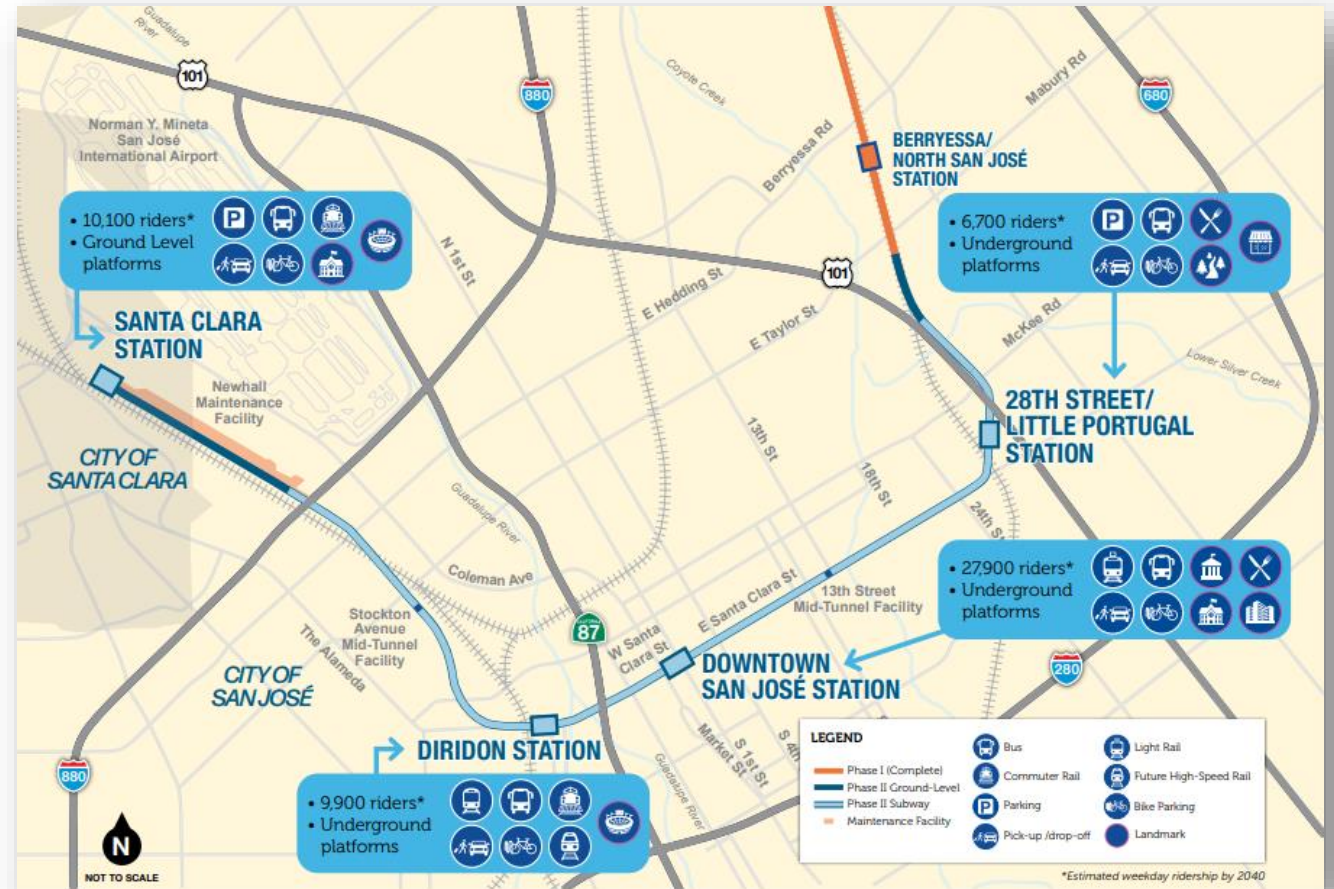 Guadalupe
River
101
880
Coyote Creek
Mabury Rd
680
Norman Y. Mineta
San José
International Airport
Berryessa Rd
BERRYESSA/
NORTH SAN JOSÉ
STATION
• 10,100 riders*
• Ground Level
platforms
P
N 1st St
• 6,700 riders*
• Underground
platforms
P
101
E Hedding St
E Taylor St
McKee Rd
Lower Silver Creek
SANTA CLARA
STATION
Newhall
Maintenance
Facility
28TH STREET/
LITTLE PORTUGAL
STATION
CITY OF
SANTA CLARA
13th St
18th St
24th St
Guadalupe River
Coleman Ave
• 27,900 riders*
• Underground
platforms
E Santa Clara St
13th Street
Mid-Tunnel Facility
Stockton
Avenue
Mid-Tunnel
Facility
The Alameda
CALIFORNIA
87
W Santa
Clara St
DOWNTOWN
SAN JOSÉ STATION
280
CITY OF
SAN JOSÉ
DIRIDON STATION
Market St
S 1st St
S 4th
Guadalupe River
880
• 9,900 riders*
• Underground
platforms
N
NOT TO SCALE
LEGEND
Phase I (Complete)
Phase II Ground-Level
Phase II Subway
Maintenance Facility
Bus
Commuter Rail
P Parking
Pick-up /drop-off
Light Rail
Future High-Speed Rail
Bike Parking
Landmark
*Estimated weekday ridership by 2040